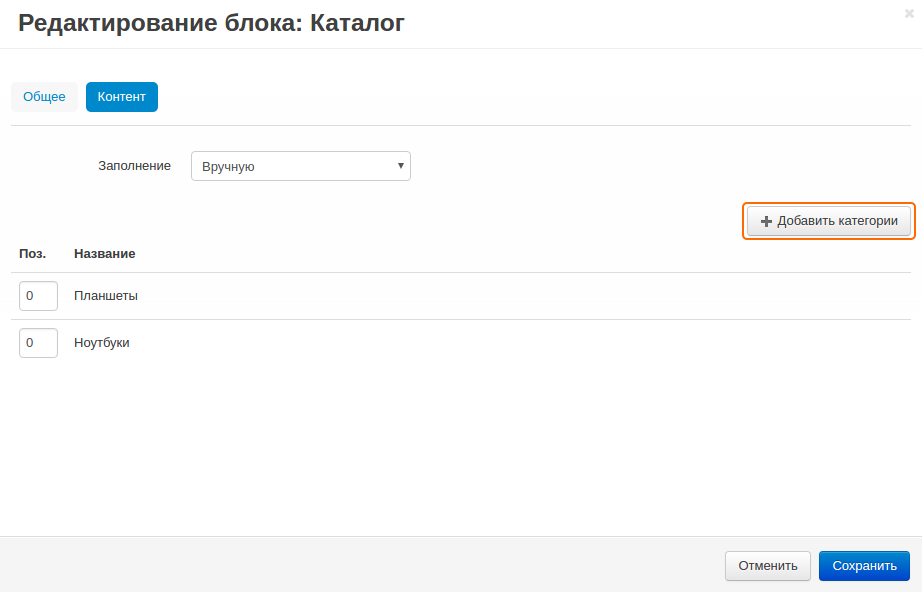 Редактирование блока: Каталог
Общее Контент
Заполнение Вручную
Добавить категории
Поз. Название
0 Планшеты
0 Ноутбуки
Отменить Сохранить